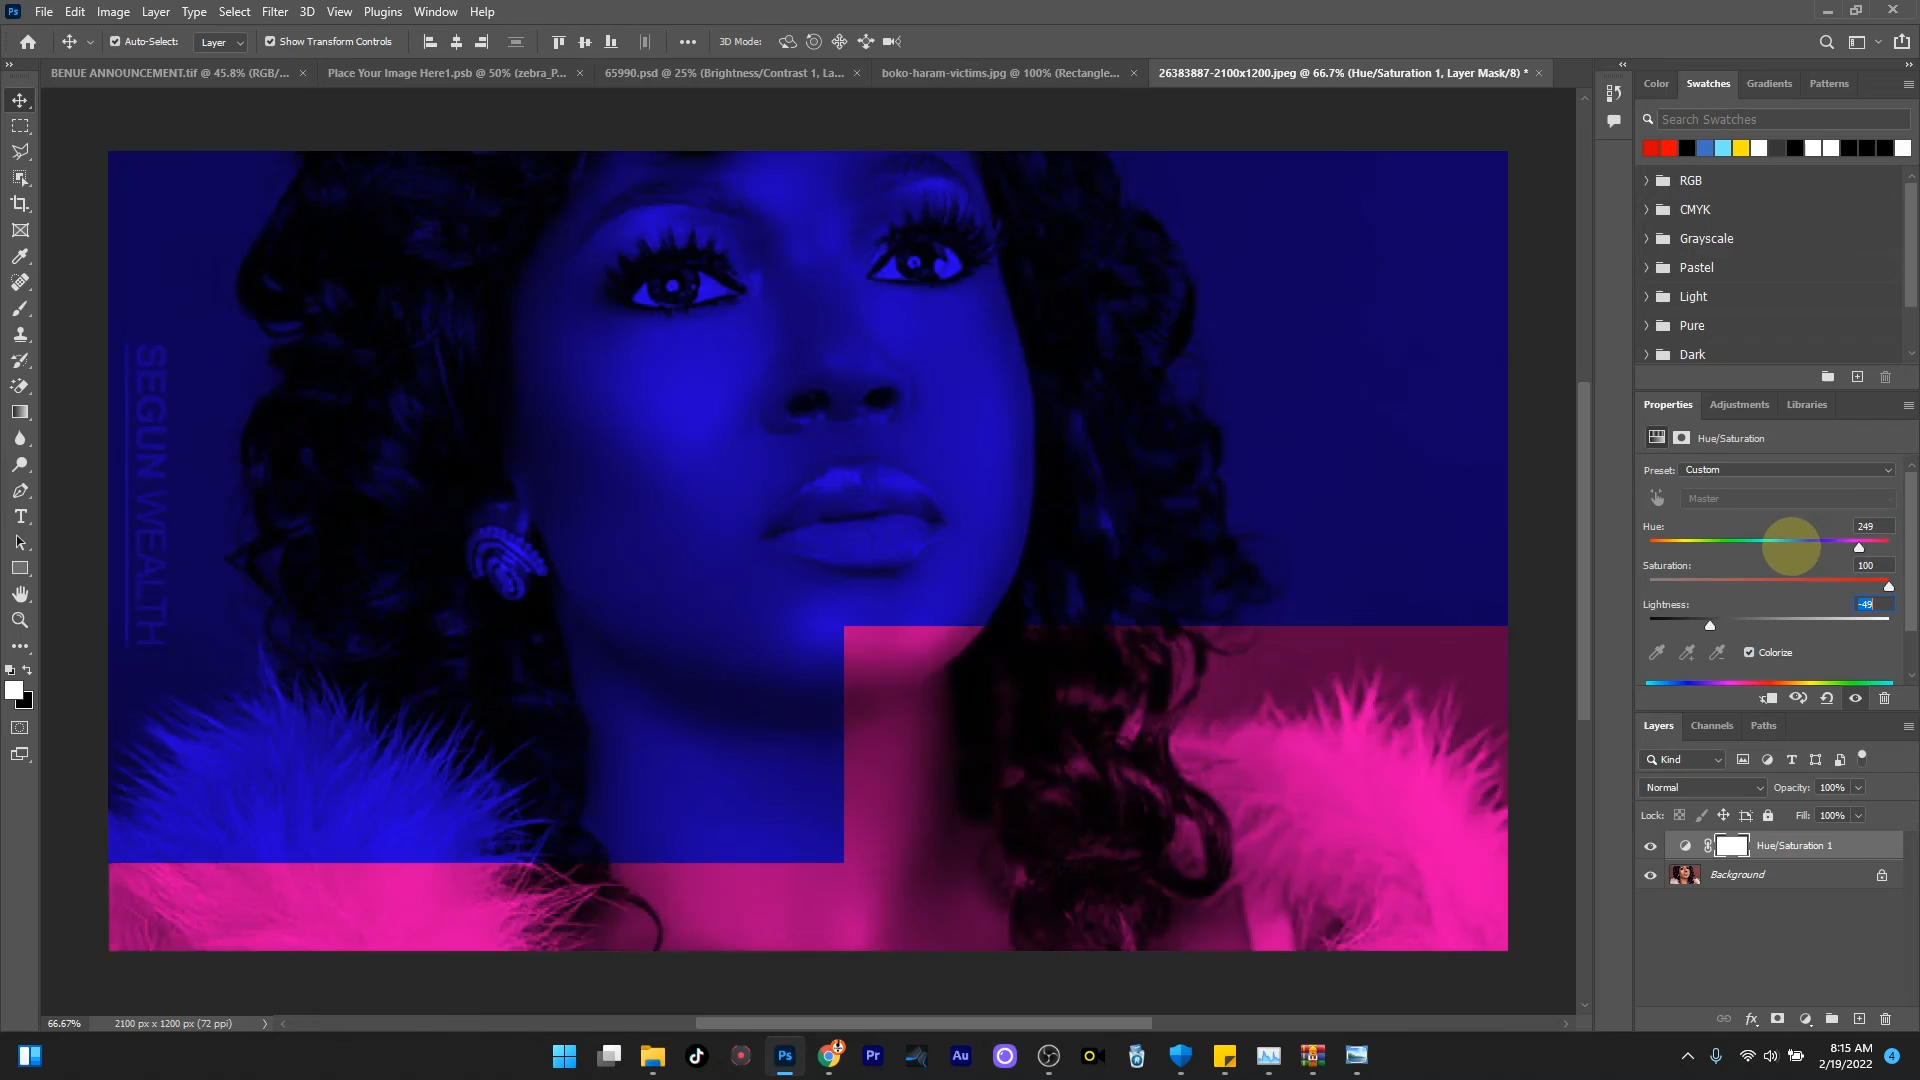 Ps File Edit Image Layer Type Select Filter 3D View Plugins Window Help
Auto-Select: Layer Show Transform Controls 3D Mode:
BENUE ANNOUNCEMENT.tif @ 45.8% (RGB/... Place Your Image Here1.psb @ 50% (zebra_P... 65990.psd @ 25% (Brightness/Contrast 1, La... boko-haram-victims.jpg @ 100% (Rectangle... 26383887-2100x1200.jpeg @ 66.7% (Hue/Saturation 1, Layer Mask/8) *
Color Swatches Gradients Patterns
Search Swatches
RGB
CMYK
Grayscale
Pastel
Light
Pure
Dark
Properties Adjustments Libraries
Hue/Saturation
Preset: Custom
Master
Hue: 249
Saturation: 100
Lightness: -49
Colorize
Layers Channels Paths
Kind
Normal Opacity: 100%
Lock: Fill: 100%
Hue/Saturation 1
Background
SEGUN WEALTH
66.67% 2100 px x 1200 px (72 ppi)
Ps Pr Au
8:15 AM
2/19/2022 4